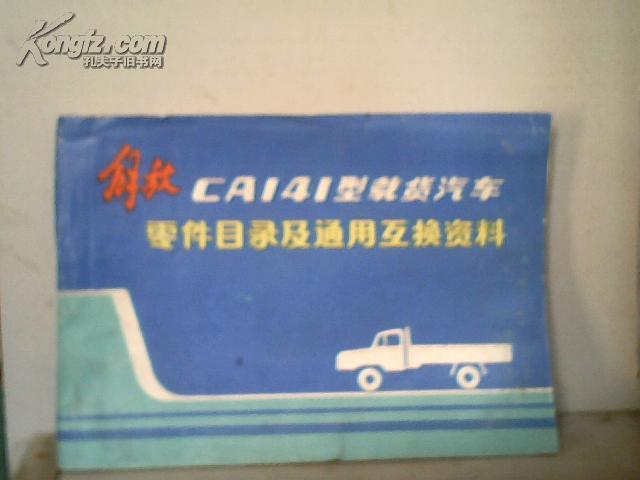 Kongfz.com
孔夫子旧书网
解放 CA141型载货汽车
零件目录及通用互换资料